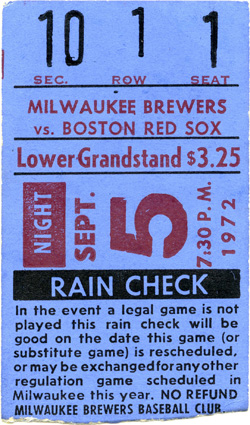 10 1 1
SEC. ROW SEAT
MILWAUKEE BREWERS
vs. BOSTON RED SOX
Lower Grandstand $3.25
NIGHT SEPT. 5 7:30 P.M. 1972
RAIN CHECK
In the event a legal game is not
played this rain check will be
good on the date this game (or
substitute game) is rescheduled,
or may be exchanged for any other
regulation game scheduled in
Milwaukee this year. NO REFUND
MILWAUKEE BREWERS BASEBALL CLUB